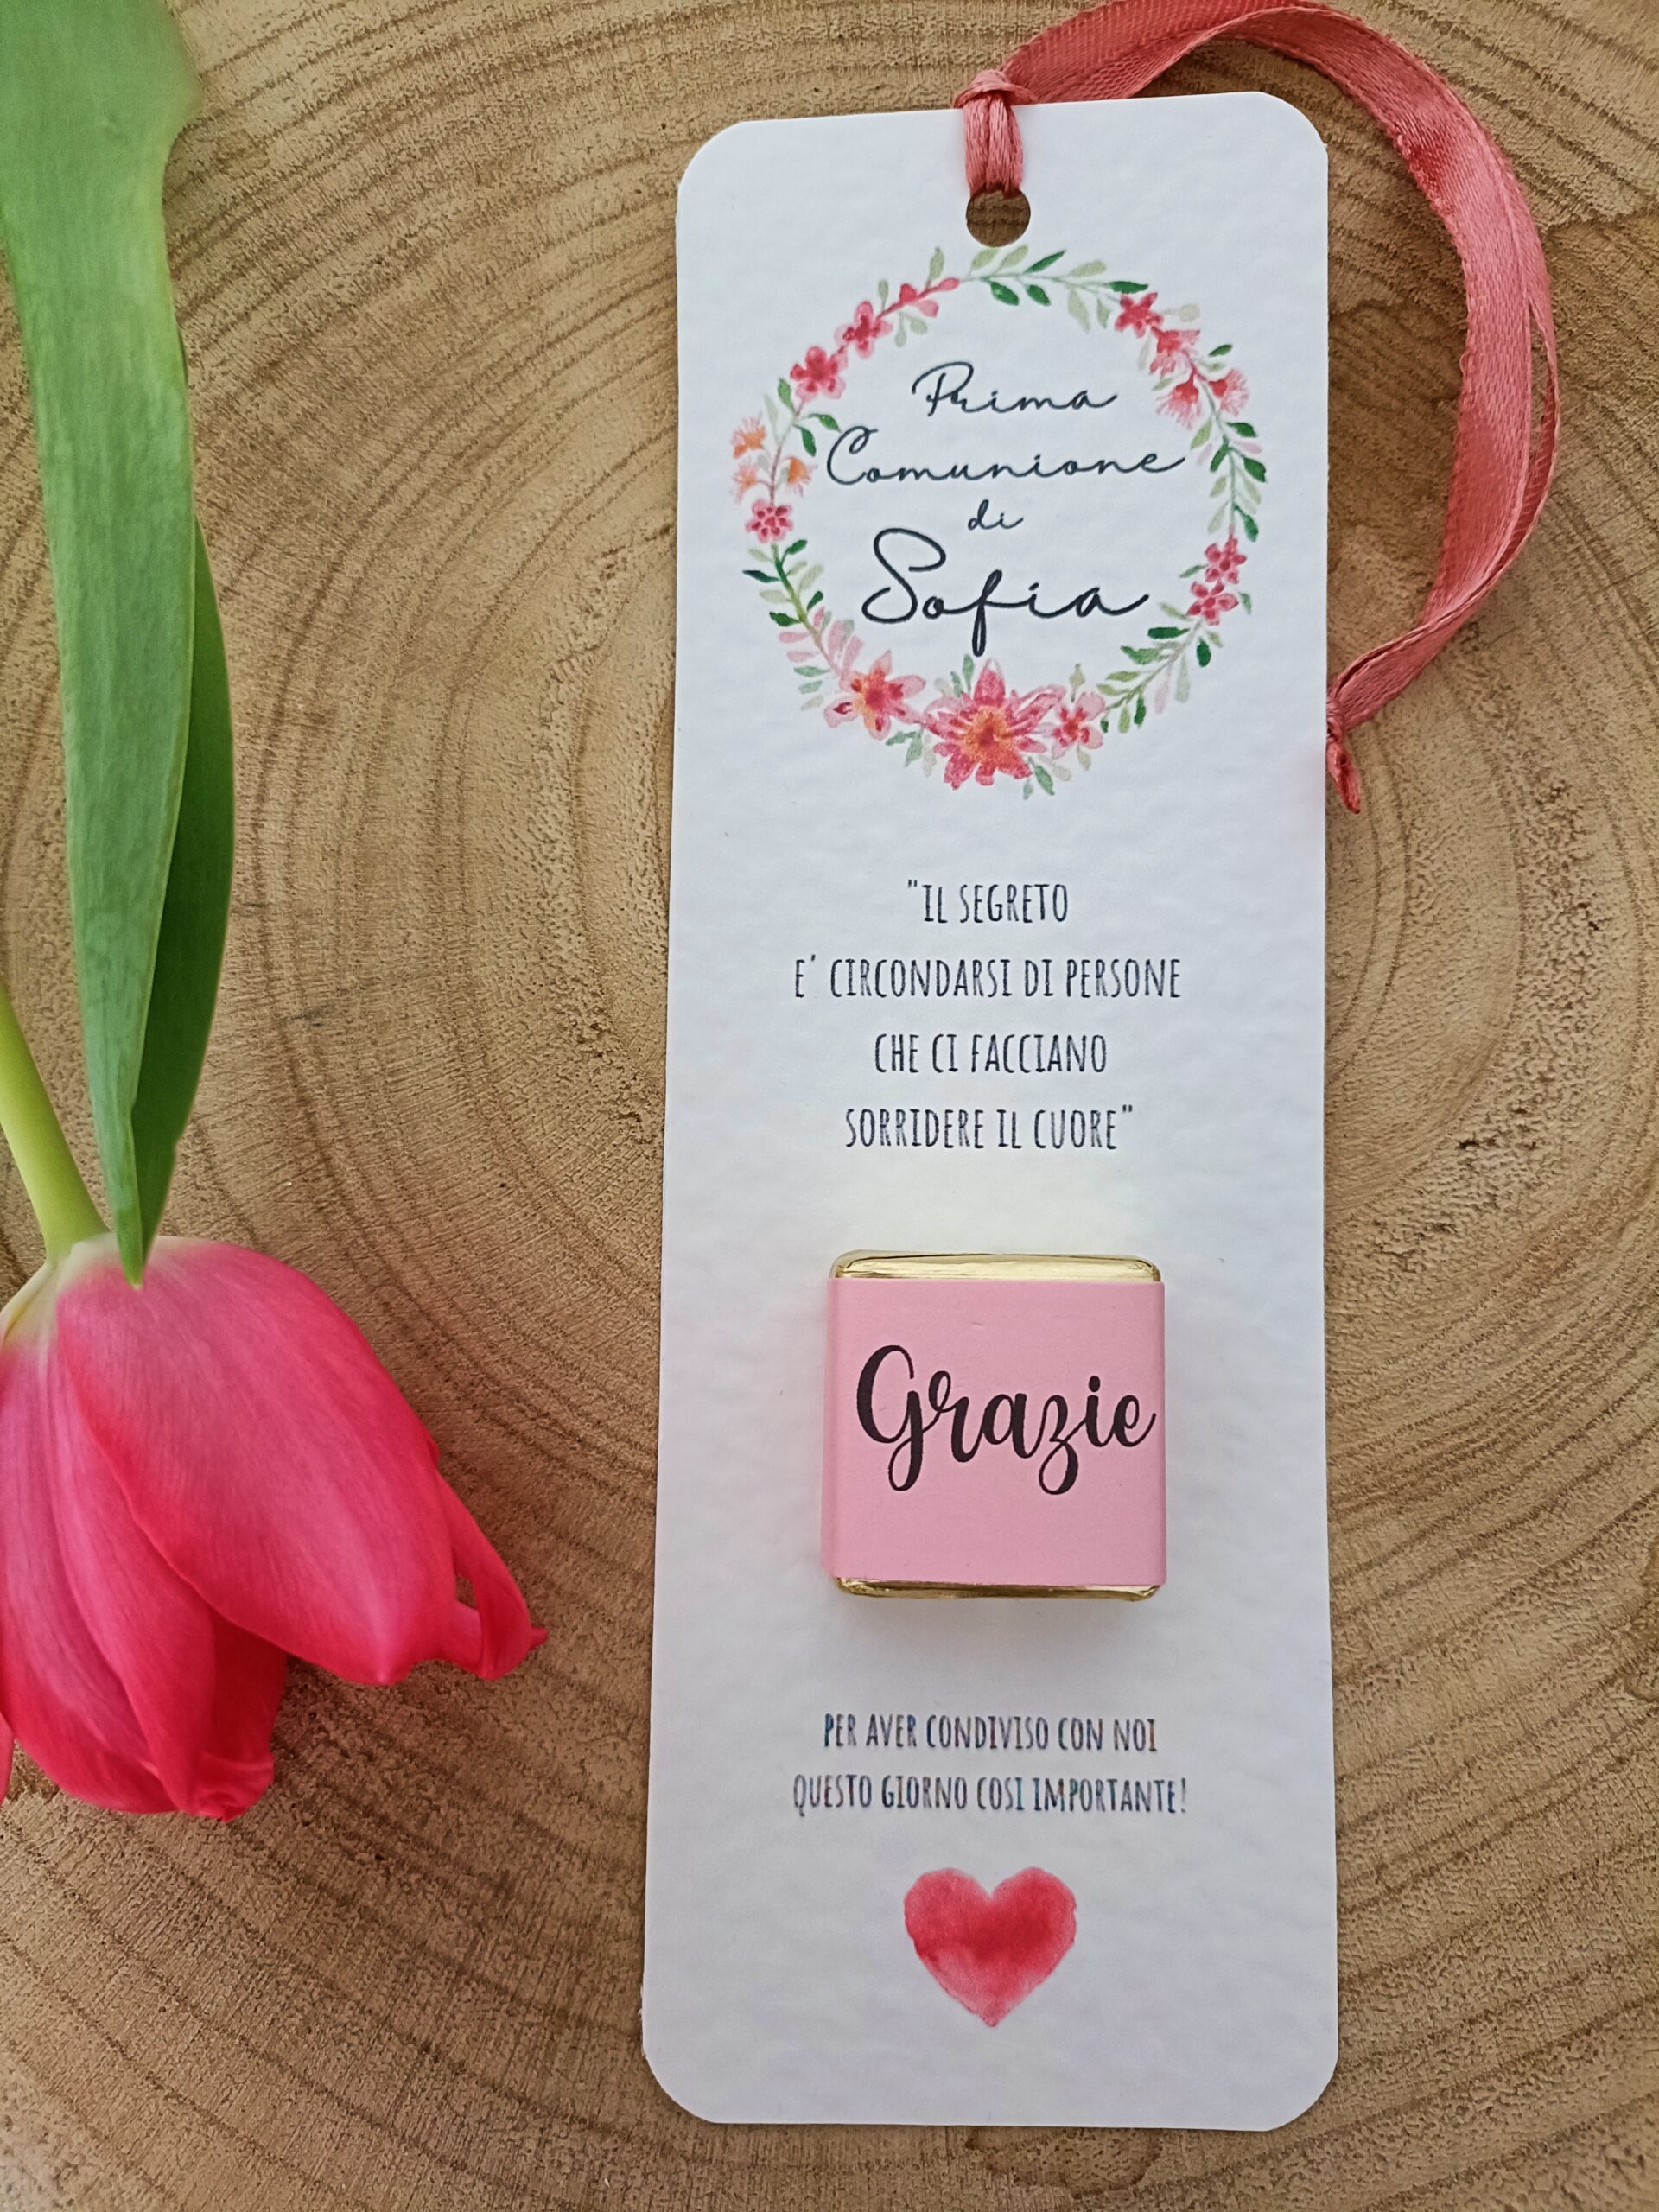 Prima
Comunione
di
Sofia
"IL SEGRETO
E' CIRCONDARSI DI PERSONE
CHE CI FACCIANO
SORRIDERE IL CUORE"
Grazie
PER AVER CONDIVISO CON NOI
QUESTO GIORNO COSI IMPORTANTE!